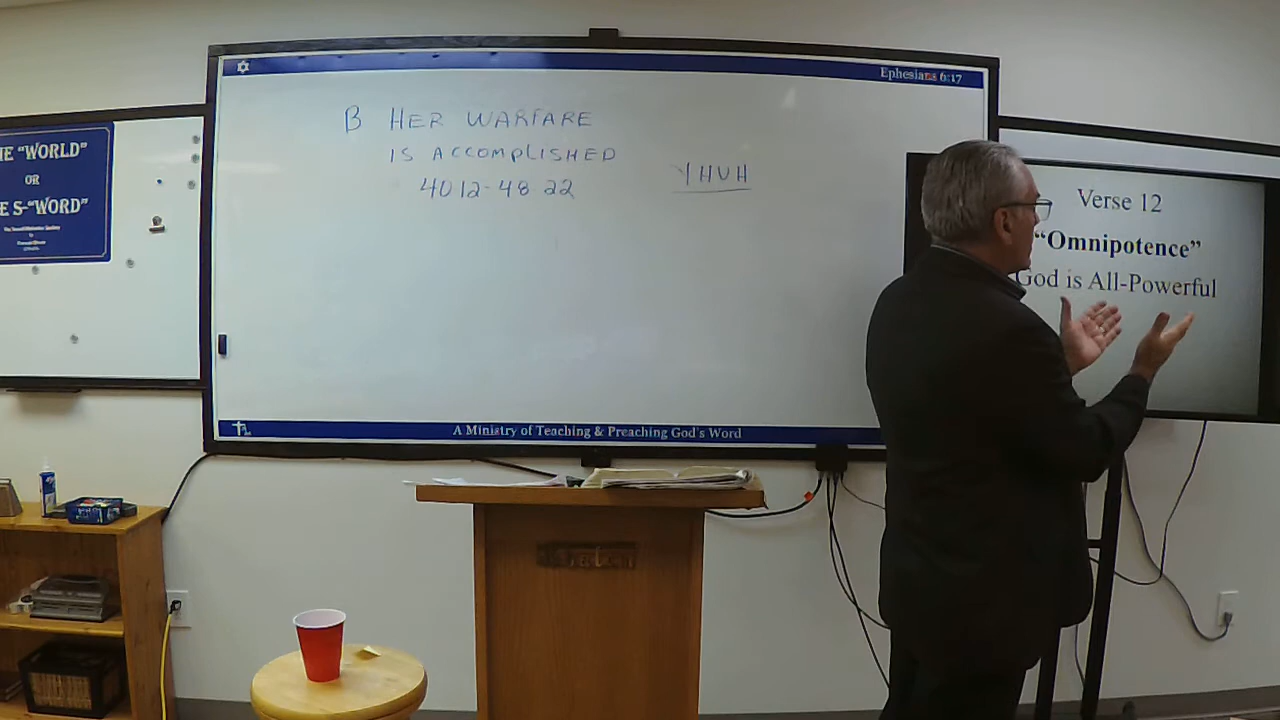 HE "WORLD"
OR
E S-"WORD"
Ephesians 6:17
B HER WARFARE
IS ACCOMPLISHED
40 12-48 22
YHVH
A Ministry of Teaching & Preaching God's Word
Verse 12
"Omnipotence"
God is All-Powerful